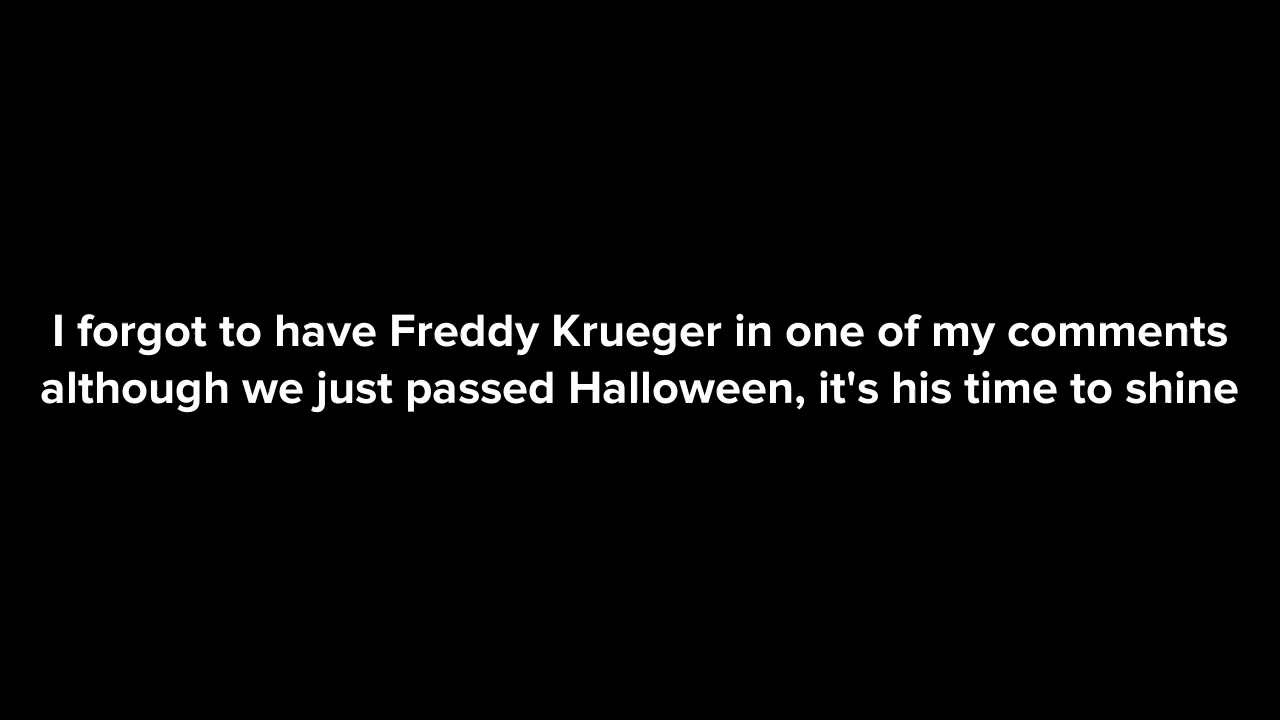 I forgot to have Freddy Krueger in one of my comments
although we just passed Halloween, it's his time to shine